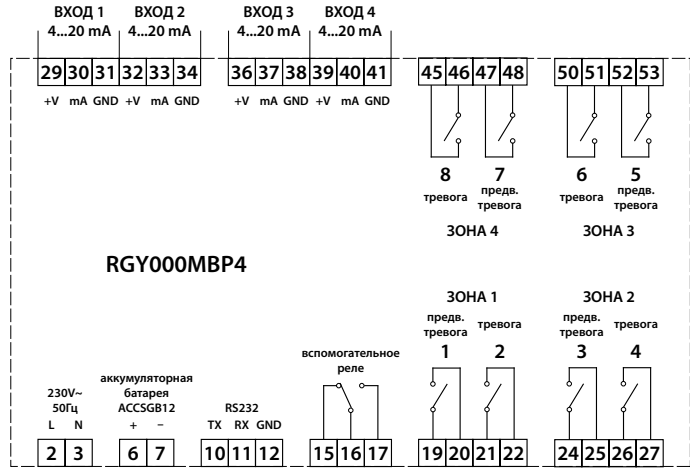 ВХОД 1 ВХОД 2 ВХОД 3 ВХОД 4
4...20 mA 4...20 mA 4...20 mA 4...20 mA
29 30 31 32 33 34 36 37 38 39 40 41 45 46 47 48 50 51 52 53
+V mA GND +V mA GND +V mA GND +V mA GND
8 7 6 5
тревога предв. тревога тревога предв. тревога
ЗОНА 4 ЗОНА 3
RGY000MBP4
ЗОНА 1 ЗОНА 2
предв. тревога тревога предв. тревога тревога
1 2 3 4
вспомогательное
реле
аккумуляторная
батарея
ACCSGB12
+ –
230V~
50Гц
L N
RS232
TX RX GND
2 3 6 7 10 11 12 15 16 17 19 20 21 22 24 25 26 27